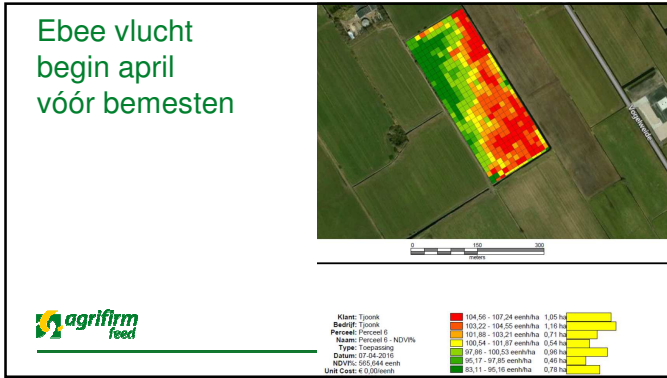 Ebee vlucht
begin april
vóór bemesten
Vogelweide
0 150 300
meters
agrifirm
feed
Klant: Tjoonk
Bedrijf: Tjoonk
Perceel: Perceel 6
Naam: Perceel 6 - NDVI%
Type: Toepassing
Datum: 07-04-2016
NDVI%: 565,644 eenh
Unit Cost: € 0,00/eenh
104,56 - 107,24 eenh/ha 1,05 ha
103,22 - 104,55 eenh/ha 1,16 ha
101,88 - 103,21 eenh/ha 0,71 ha
100,54 - 101,87 eenh/ha 0,54 ha
97,86 - 100,53 eenh/ha 0,96 ha
95,17 - 97,85 eenh/ha 0,46 ha
83,11 - 95,16 eenh/ha 0,78 ha